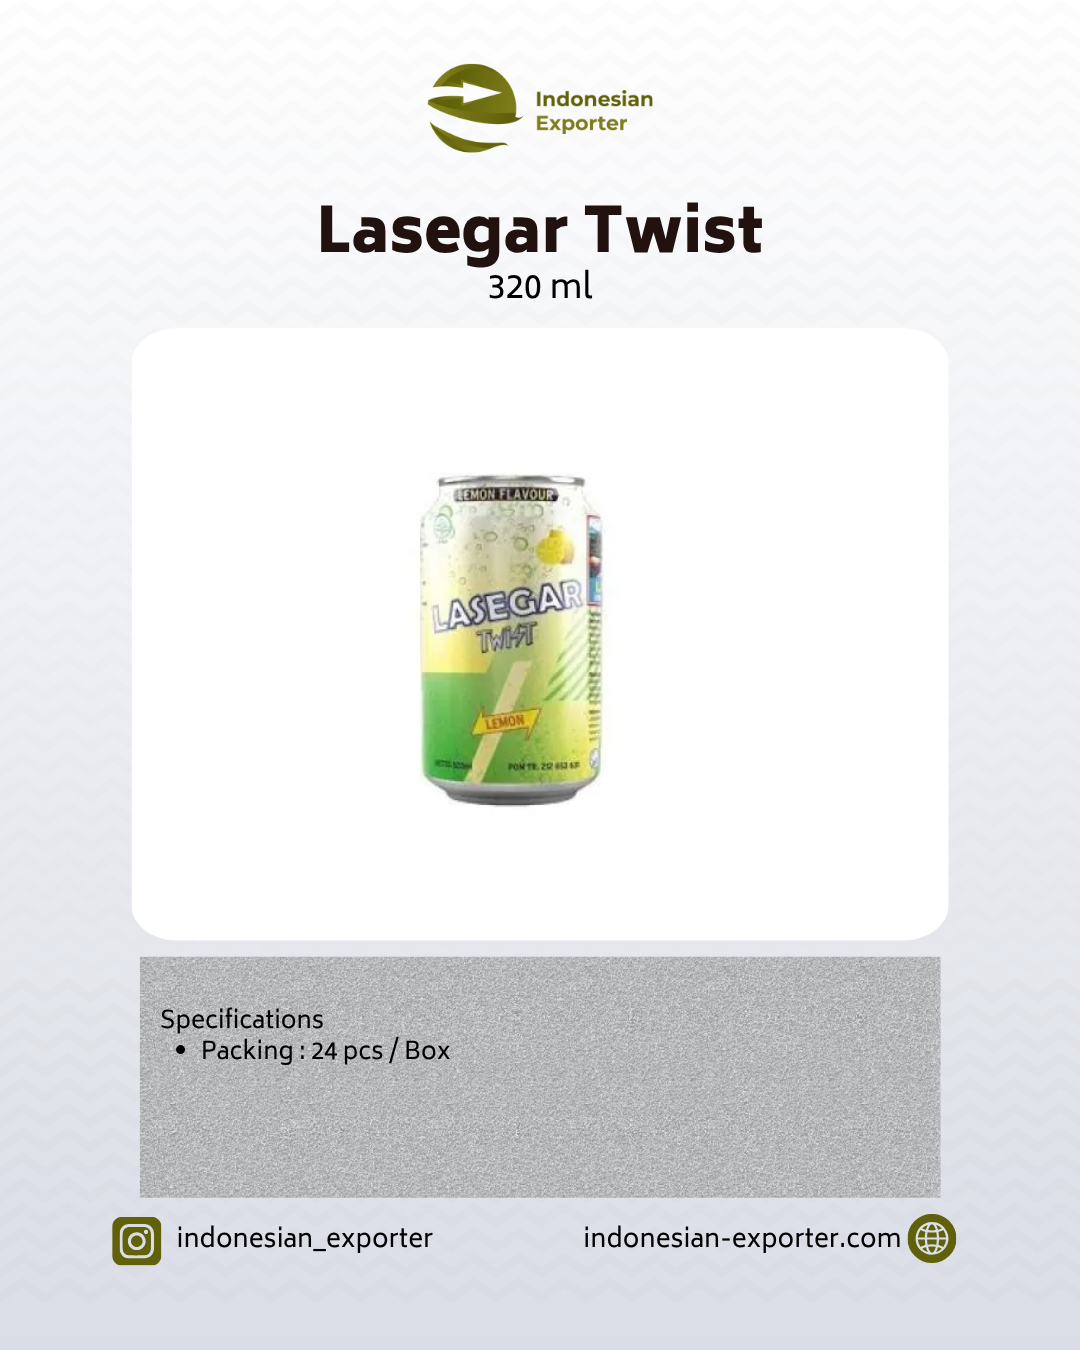 Indonesian
Exporter
Lasegar Twist
320 ml
LEMON FLAVOUR
LASEGAR
TWIST
LEMON
Specifications
• Packing : 24 pcs / Box
indonesian_exporter
indonesian-exporter.com